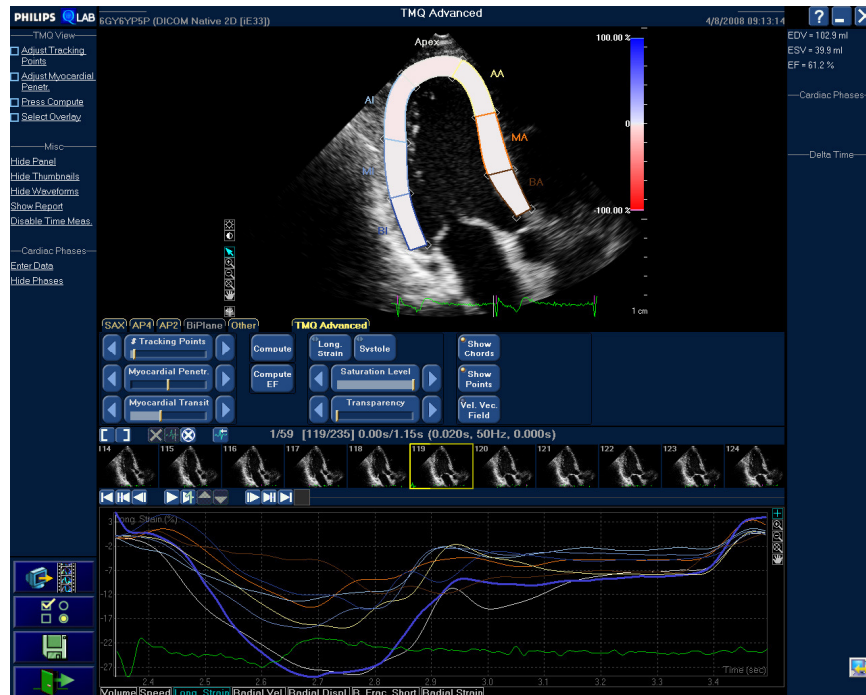 PHILIPS QLAB
6GY6YP5P (DICOM Native 2D [iE33])
TMQ Advanced
4/8/2008 09:13:14
?
TMQ View
Adjust Tracking
Points
Adjust Myocardial
Penetr.
Press Compute
Select Overlay
Misc
Hide Panel
Hide Thumbnails
Hide Waveforms
Show Report
Disable Time Meas.
Cardiac Phases
Enter Data
Hide Phases
Apex
AA
AI
MA
MI
BA
BI
100.00 %
0
-100.00 %
1 cm
EDV = 102.9 ml
ESV = 39.9 ml
EF = 61.2 %
Cardiac Phases
Delta Time
SAX AP4 AP2 BiPlane Other TMQ Advanced
# Tracking Points
Compute
Long. Strain
Systole
Show Chords
Myocardial Penetr.
Compute EF
Saturation Level
Show Points
Myocardial Transit
Transparency
Vel. Vec. Field
1/59 [119/235] 0.00s/1.15s (0.020s, 50Hz, 0.000s)
114 115 116 117 118 119 120 121 122 123 124
Long. Strain (%)
3
-2
-7
-12
-17
-22
-27
2.4 2.5 2.6 2.7 2.8 2.9 3.0 3.1 3.2 3.3 3.4
Time (sec)
Volume Speed Long. Strain Radial Vel Radial Displ B. Frac. Short Radial Strain